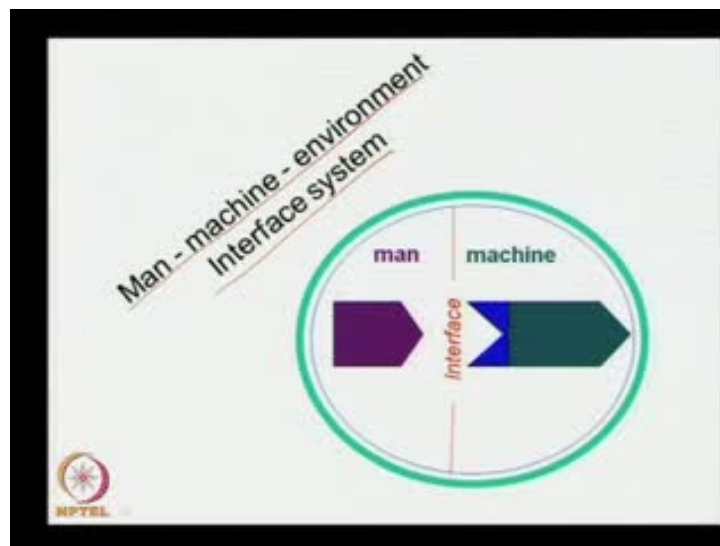 Man - machine - environment
Interface system
man
machine
Interface
NPTEL